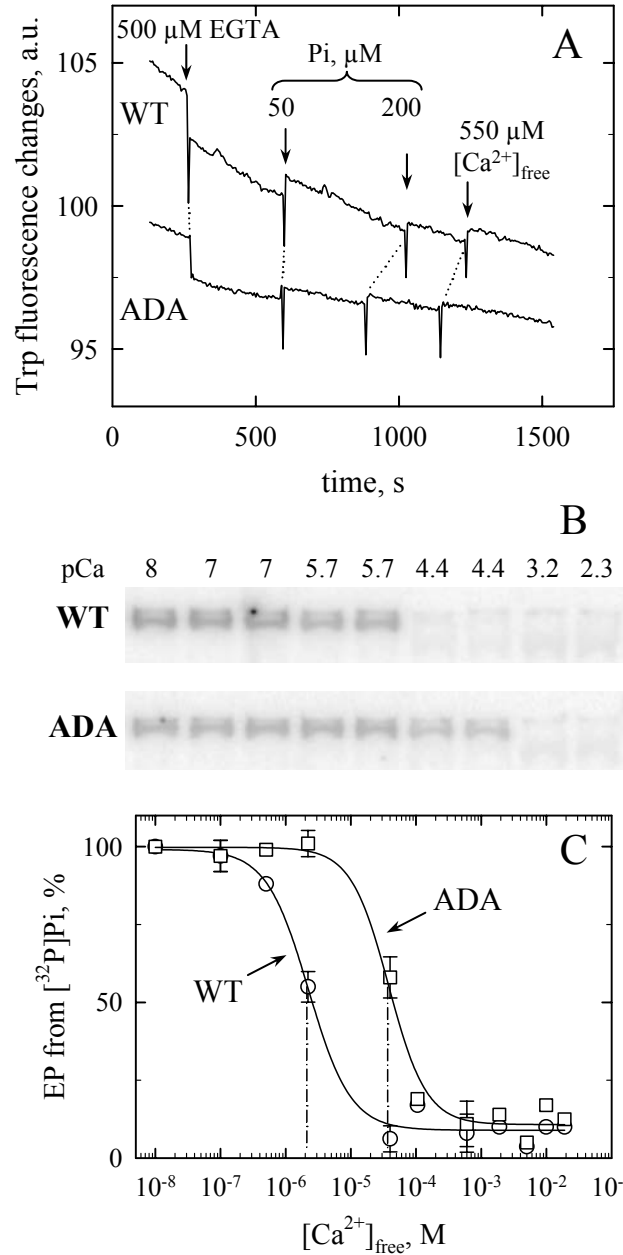 A
500 µM EGTA
Pi, µM
50
200
550 µM
[Ca²⁺]free
WT
ADA
105
100
95
Trp fluorescence changes, a.u.
0
500
1000
1500
time, s
B
pCa 8 7 7 5.7 5.7 4.4 4.4 3.2 2.3
WT
ADA
C
100
50
0
EP from [³²P]Pi, %
ADA
WT
10⁻⁸ 10⁻⁷ 10⁻⁶ 10⁻⁵ 10⁻⁴ 10⁻³ 10⁻² 10⁻
[Ca²⁺]free, M